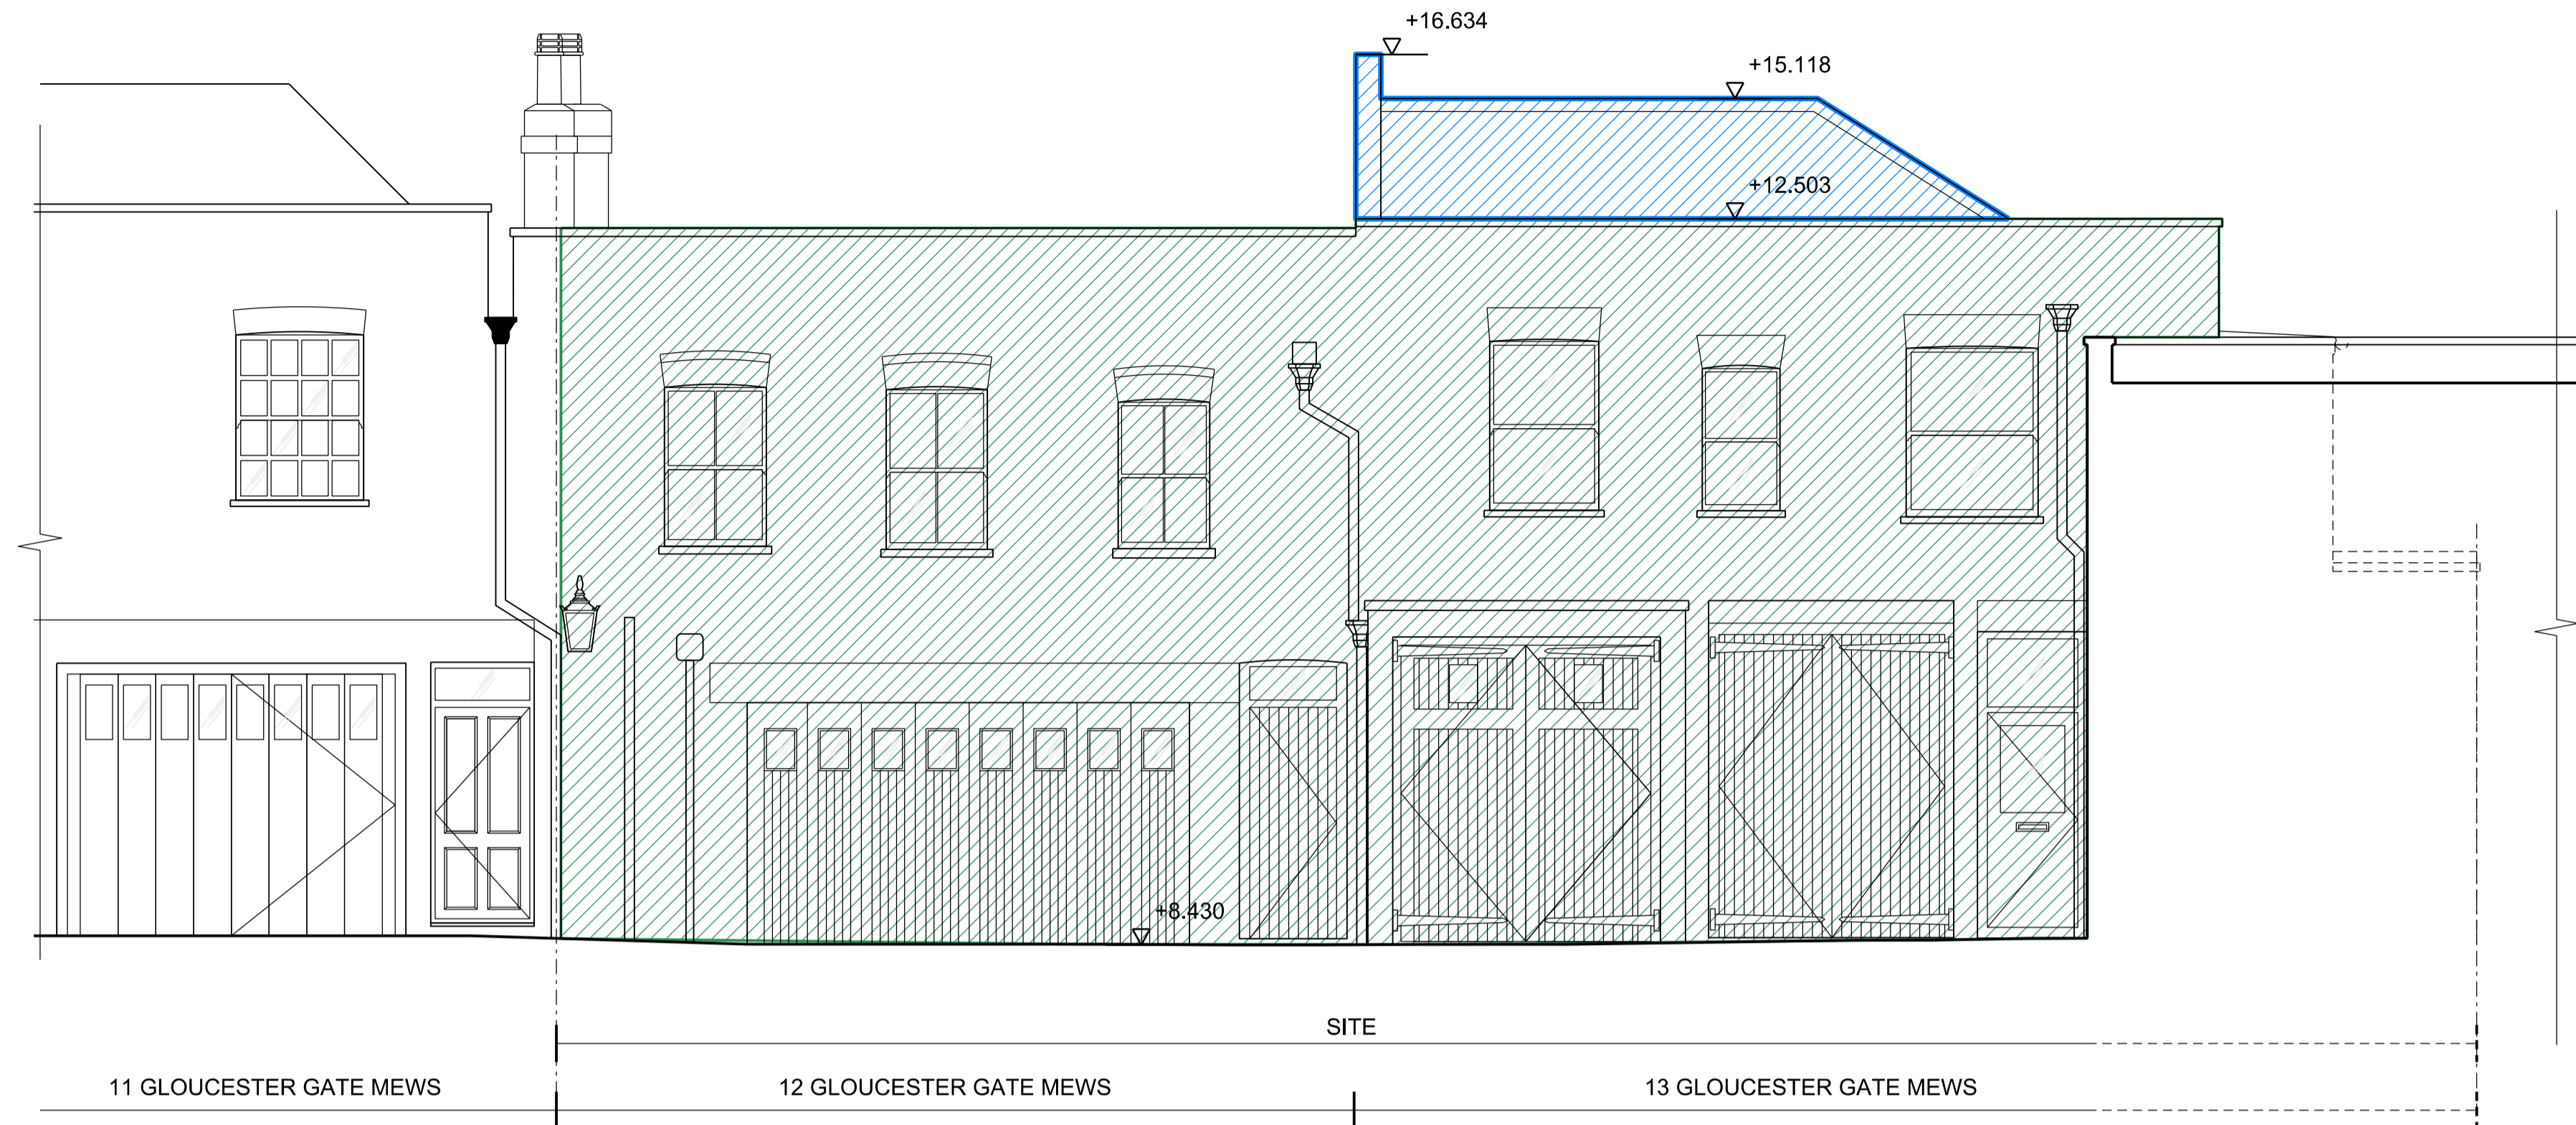 +16.634
+15.118
+12.503
+8.430
SITE
11 GLOUCESTER GATE MEWS
12 GLOUCESTER GATE MEWS
13 GLOUCESTER GATE MEWS